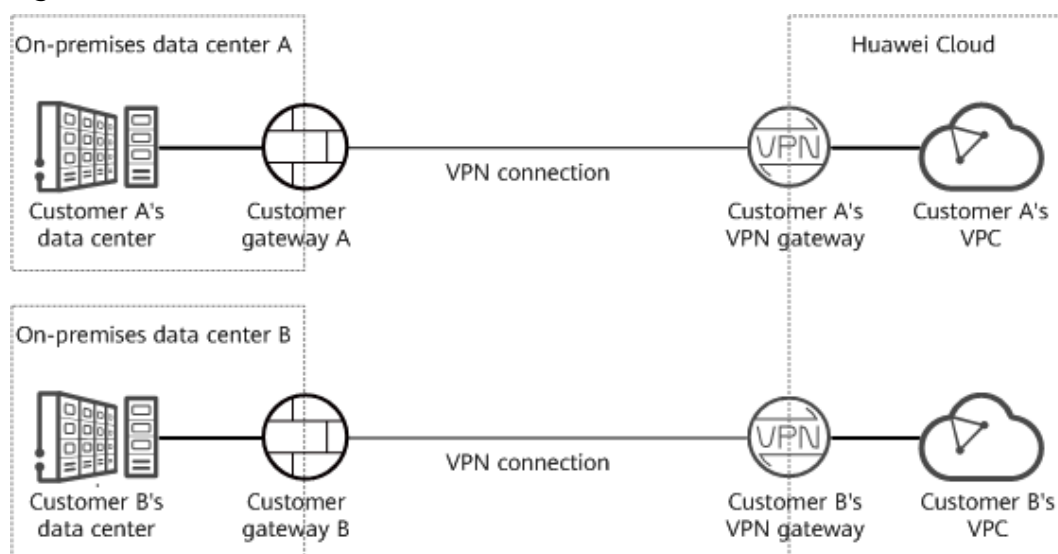 On-premises data center A
Huawei Cloud
VPN
VPN connection
Customer A's
data center
Customer
gateway A
Customer A's
VPN gateway
Customer A's
VPC
On-premises data center B
VPN
VPN connection
Customer B's
data center
Customer
gateway B
Customer B's
VPN gateway
Customer B's
VPC